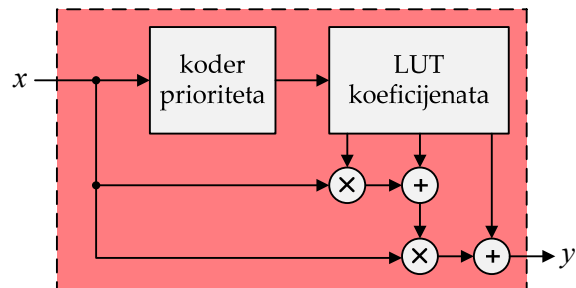 koder
prioriteta
LUT
koeficijenata
x
×
+
×
+
y